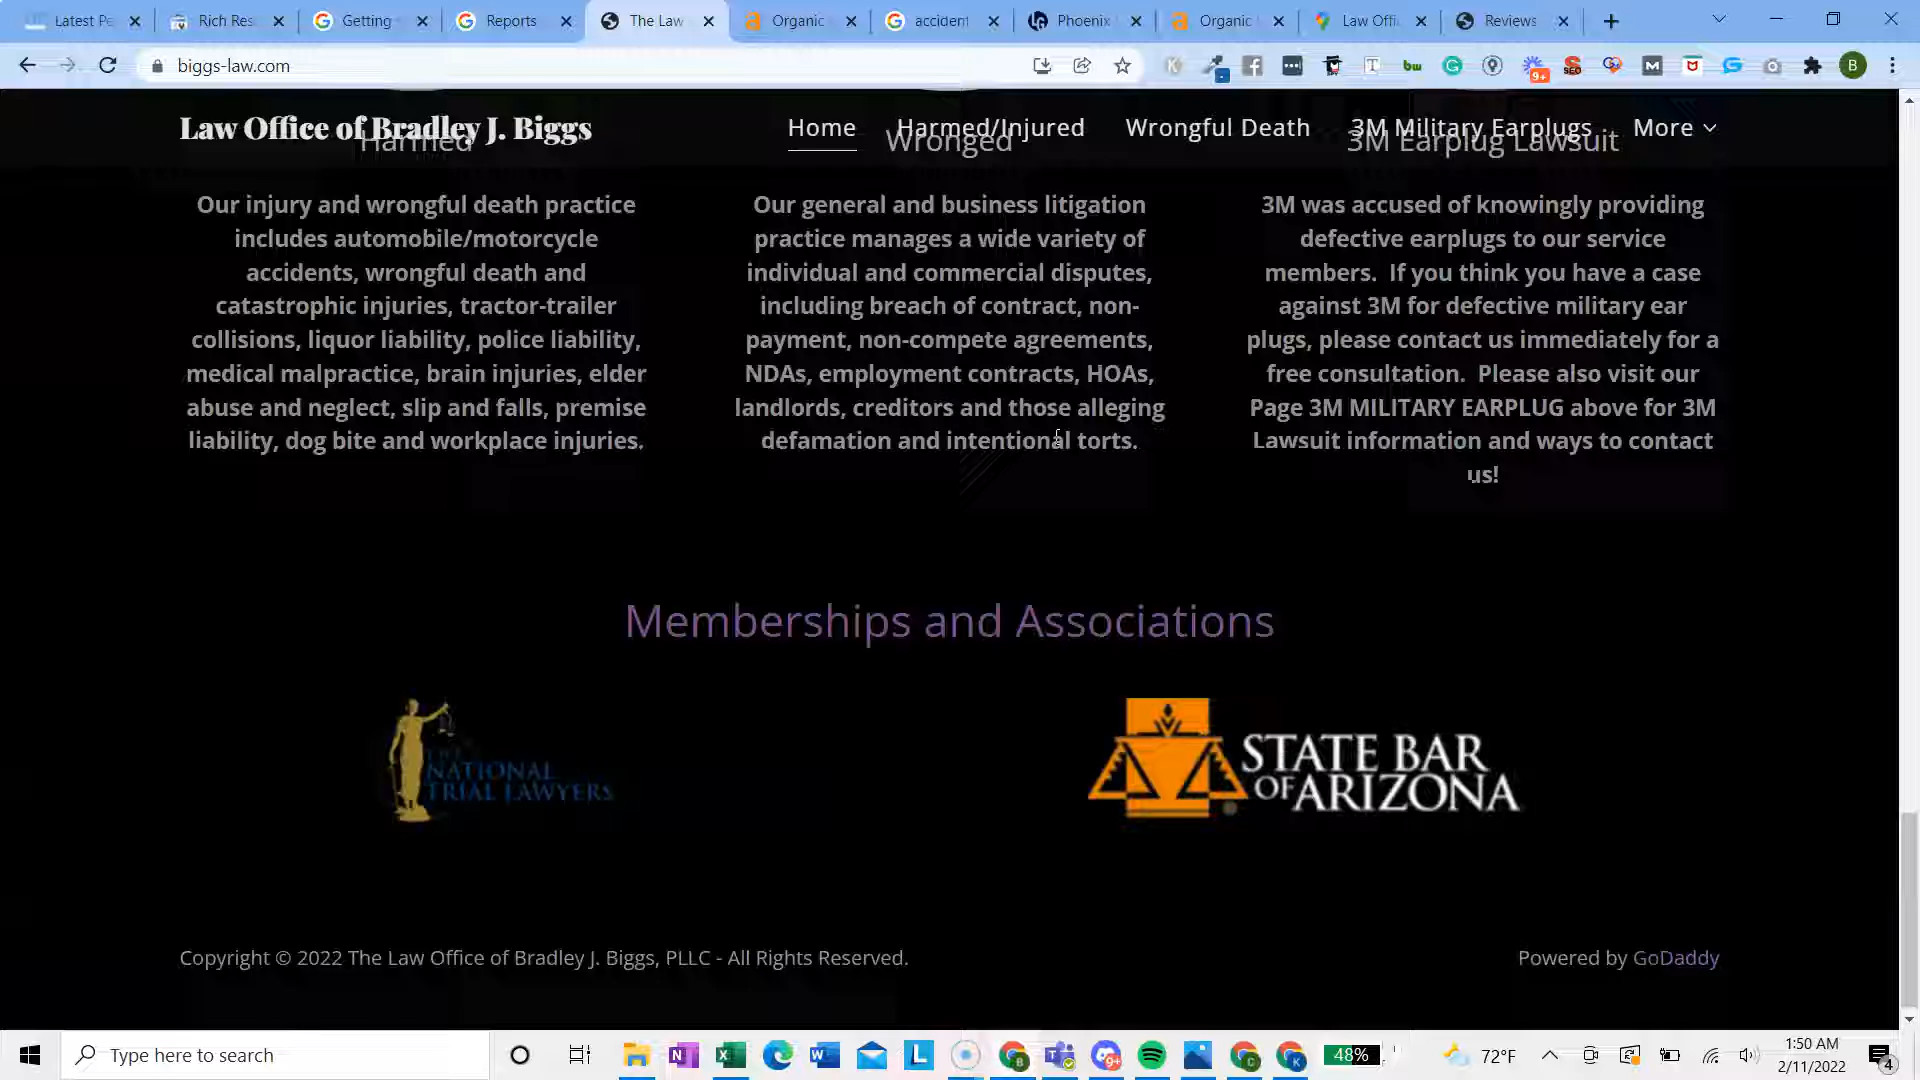 Latest Pe
Rich Res
Getting
Reports
The Law
Organic
accident
Phoenix
Organic
Law Offi
Reviews
biggs-law.com
Law Office of Bradley J. Biggs
Home
Harmed/Injured
Wrongful Death
3M Military Earplugs
More
Harmed
Wronged
3M Earplug Lawsuit
Our injury and wrongful death practice
includes automobile/motorcycle
accidents, wrongful death and
catastrophic injuries, tractor-trailer
collisions, liquor liability, police liability,
medical malpractice, brain injuries, elder
abuse and neglect, slip and falls, premise
liability, dog bite and workplace injuries.
Our general and business litigation
practice manages a wide variety of
individual and commercial disputes,
including breach of contract, non-
payment, non-compete agreements,
NDAs, employment contracts, HOAs,
landlords, creditors and those alleging
defamation and intentional torts.
3M was accused of knowingly providing
defective earplugs to our service
members. If you think you have a case
against 3M for defective military ear
plugs, please contact us immediately for a
free consultation. Please also visit our
Page 3M MILITARY EARPLUG above for 3M
Lawsuit information and ways to contact
us!
Memberships and Associations
THE
NATIONAL
TRIAL LAWYERS
STATE BAR
OF ARIZONA
Copyright © 2022 The Law Office of Bradley J. Biggs, PLLC - All Rights Reserved.
Powered by GoDaddy
Type here to search
48%
72°F
1:50 AM
2/11/2022
4